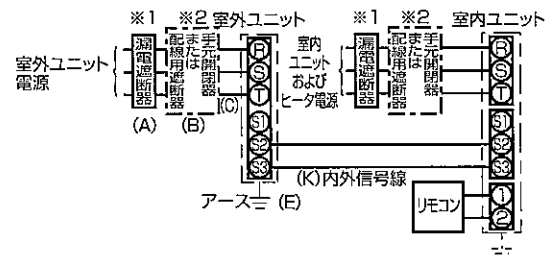 ※1
※2
室外ユニット
室外ユニット
電源
漏電遮断器
手元開閉器
または
配線用遮断器
(A)
(B)
(C)
R
S
T
S1
S2
S3
アース
(E)
(K)内外信号線
※1
※2
室内ユニット
室内
ユニット
および
ヒータ電源
漏電遮断器
手元開閉器
または
配線用遮断器
R
S
T
S1
S2
S3
リモコン
1
2